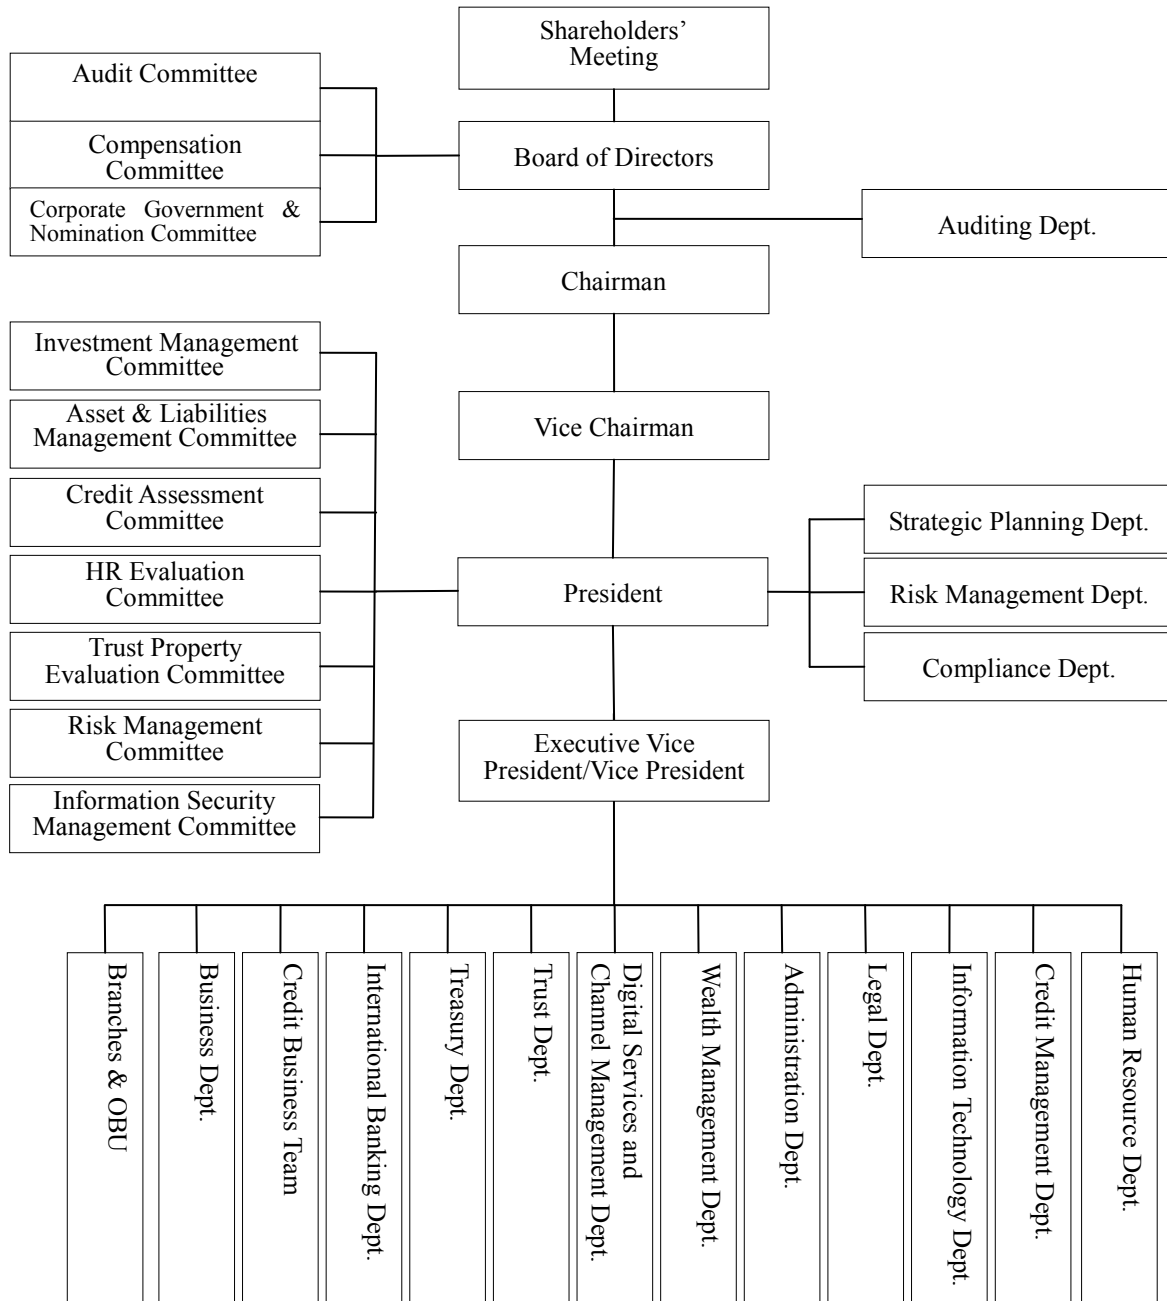 Shareholders’
Meeting
Audit Committee
Compensation
Committee
Corporate Government &
Nomination Committee
Board of Directors
Auditing Dept.
Chairman
Investment Management
Committee
Asset & Liabilities
Management Committee
Credit Assessment
Committee
HR Evaluation
Committee
Trust Property
Evaluation Committee
Risk Management
Committee
Information Security
Management Committee
Vice Chairman
President
Strategic Planning Dept.
Risk Management Dept.
Compliance Dept.
Executive Vice
President/Vice President
Branches & OBU
Business Dept.
Credit Business Team
International Banking Dept.
Treasury Dept.
Trust Dept.
Digital Services and
Channel Management Dept.
Wealth Management Dept.
Administration Dept.
Legal Dept.
Information Technology Dept.
Credit Management Dept.
Human Resource Dept.